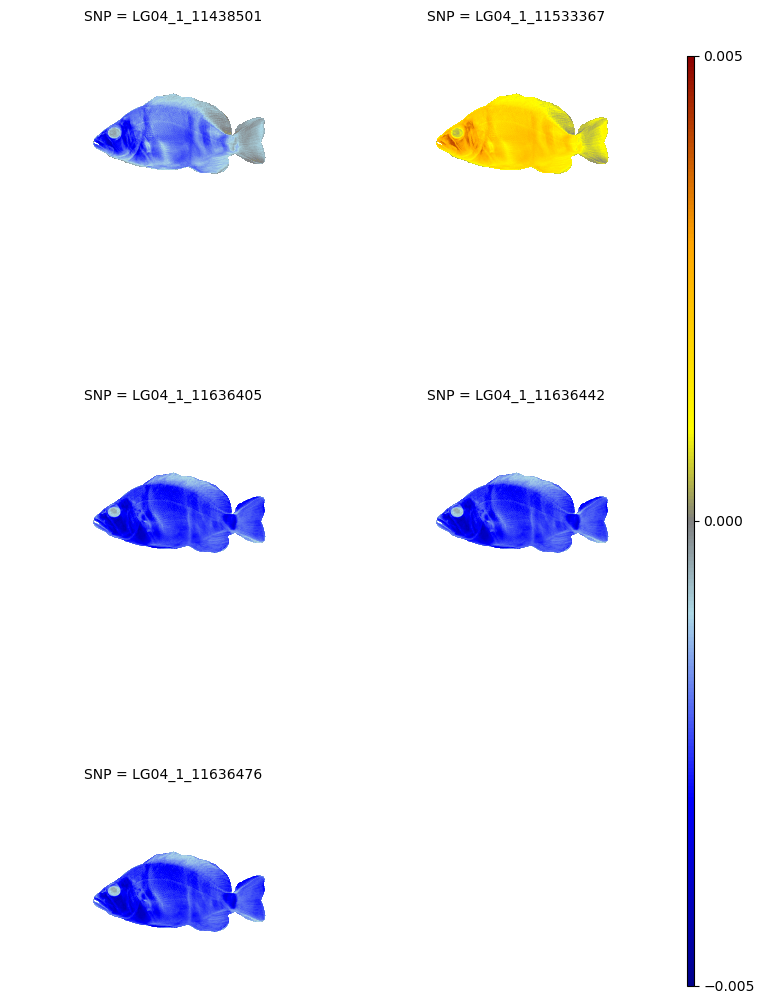 SNP = LG04_1_11438501
SNP = LG04_1_11533367
0.005
SNP = LG04_1_11636405
SNP = LG04_1_11636442
0.000
SNP = LG04_1_11636476
−0.005